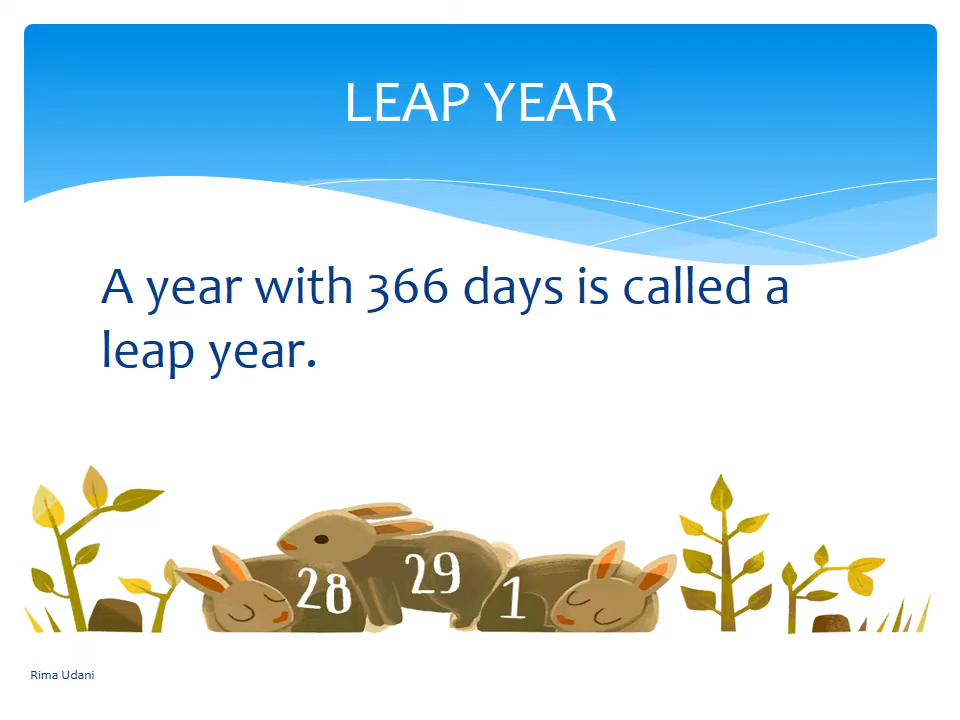 LEAP YEAR
A year with 366 days is called a
leap year.
28
29
1
Rima Udani